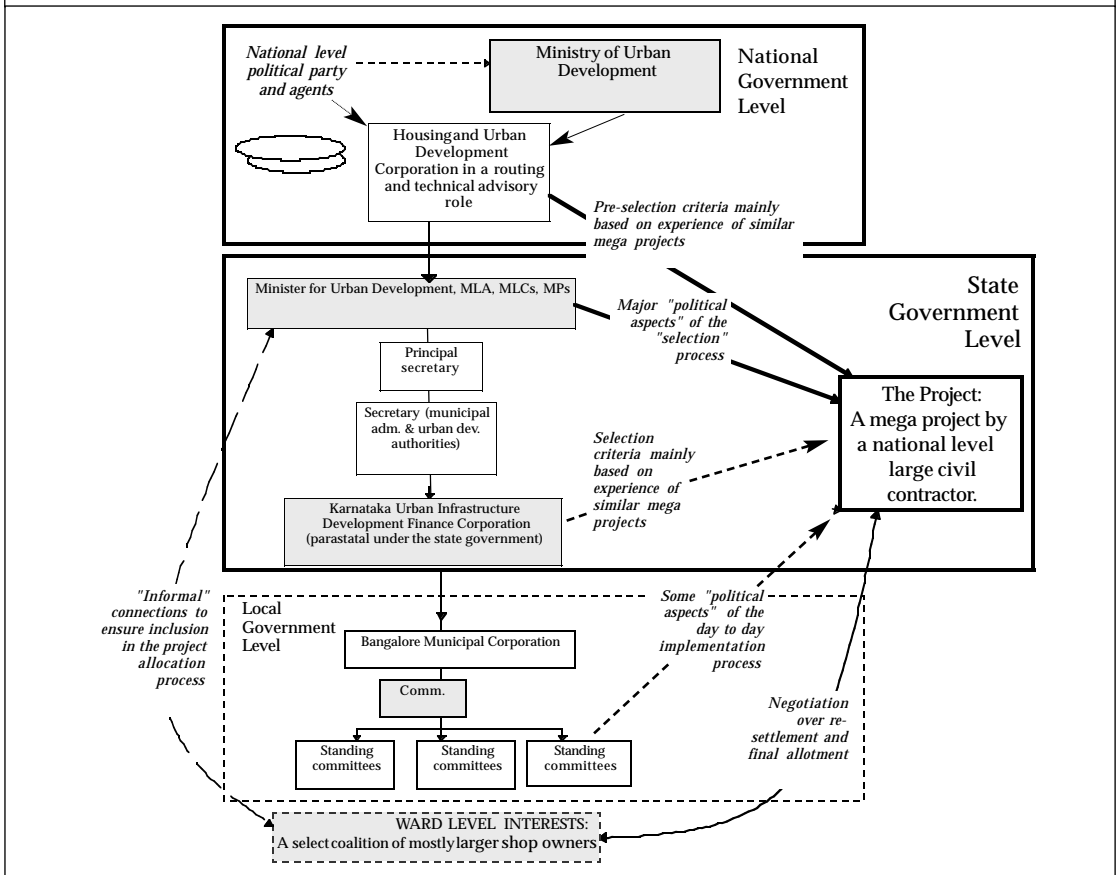 National level
political party
and agents
Ministry of Urban
Development
National
Government
Level
Housingand Urban
Development
Corporation in a routing
and technical advisory
role
Pre-selection criteria mainly
based on experience of similar
mega projects
Minister for Urban Development, MLA, MLCs, MPs
State
Government
Level
Major "political
aspects" of the
"selection"
process
Principal
secretary
Secretary (municipal
adm. & urban dev.
authorities)
The Project:
A mega project by
a national level
large civil
contractor.
Selection
criteria mainly
based on
experience of
similar mega
projects
Karnataka Urban Infrastructure
Development Finance Corporation
(parastatal under the state government)
"Informal"
connections to
ensure inclusion
in the project
allocation
process
Local
Government
Level
Some "political
aspects" of the
day to day
implementation
process
Bangalore Municipal Corporation
Comm.
Negotiation
over re-
settlement and
final allotment
Standing
committees
Standing
committees
Standing
committees
WARD LEVEL INTERESTS:
A select coalition of mostly larger shop owners